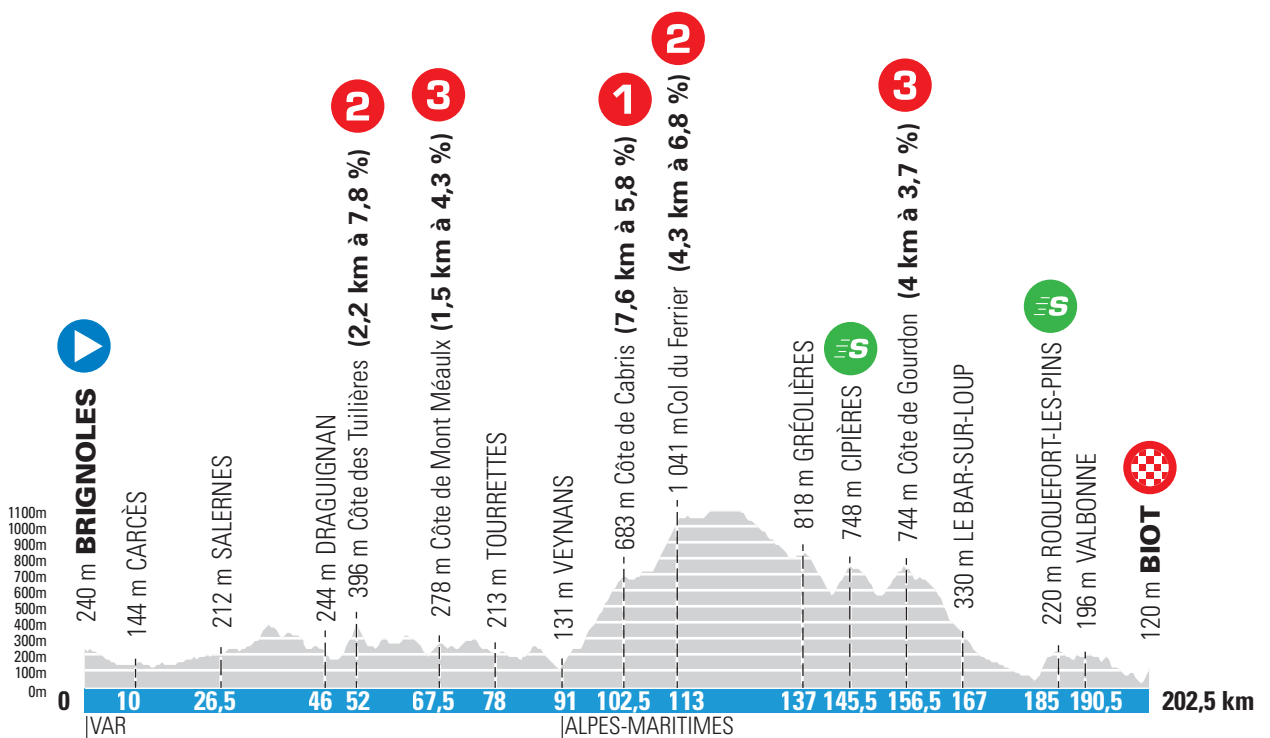 240 m BRIGNOLES
144 m CARCÈS
212 m SALERNES
244 m DRAGUIGNAN
2
396 m Côte des Tuilières (2,2 km à 7,8 %)
3
278 m Côte de Mont Méaulx (1,5 km à 4,3 %)
213 m TOURRETTES
131 m VEYNANS
1
683 m Côte de Cabris (7,6 km à 5,8 %)
2
1 041 m Col du Ferrier (4,3 km à 6,8 %)
818 m GRÉOLIÈRES
S
748 m CIPIÈRES
3
744 m Côte de Gourdon (4 km à 3,7 %)
330 m LE BAR-SUR-LOUP
S
220 m ROQUEFORT-LES-PINS
196 m VALBONNE
120 m BIOT
1100m
1000m
900m
800m
700m
600m
500m
400m
300m
200m
100m
0m
0 10 26,5 46 52 67,5 78 91 102,5 113 137 145,5 156,5 167 185 190,5 202,5 km
|VAR |ALPES-MARITIMES